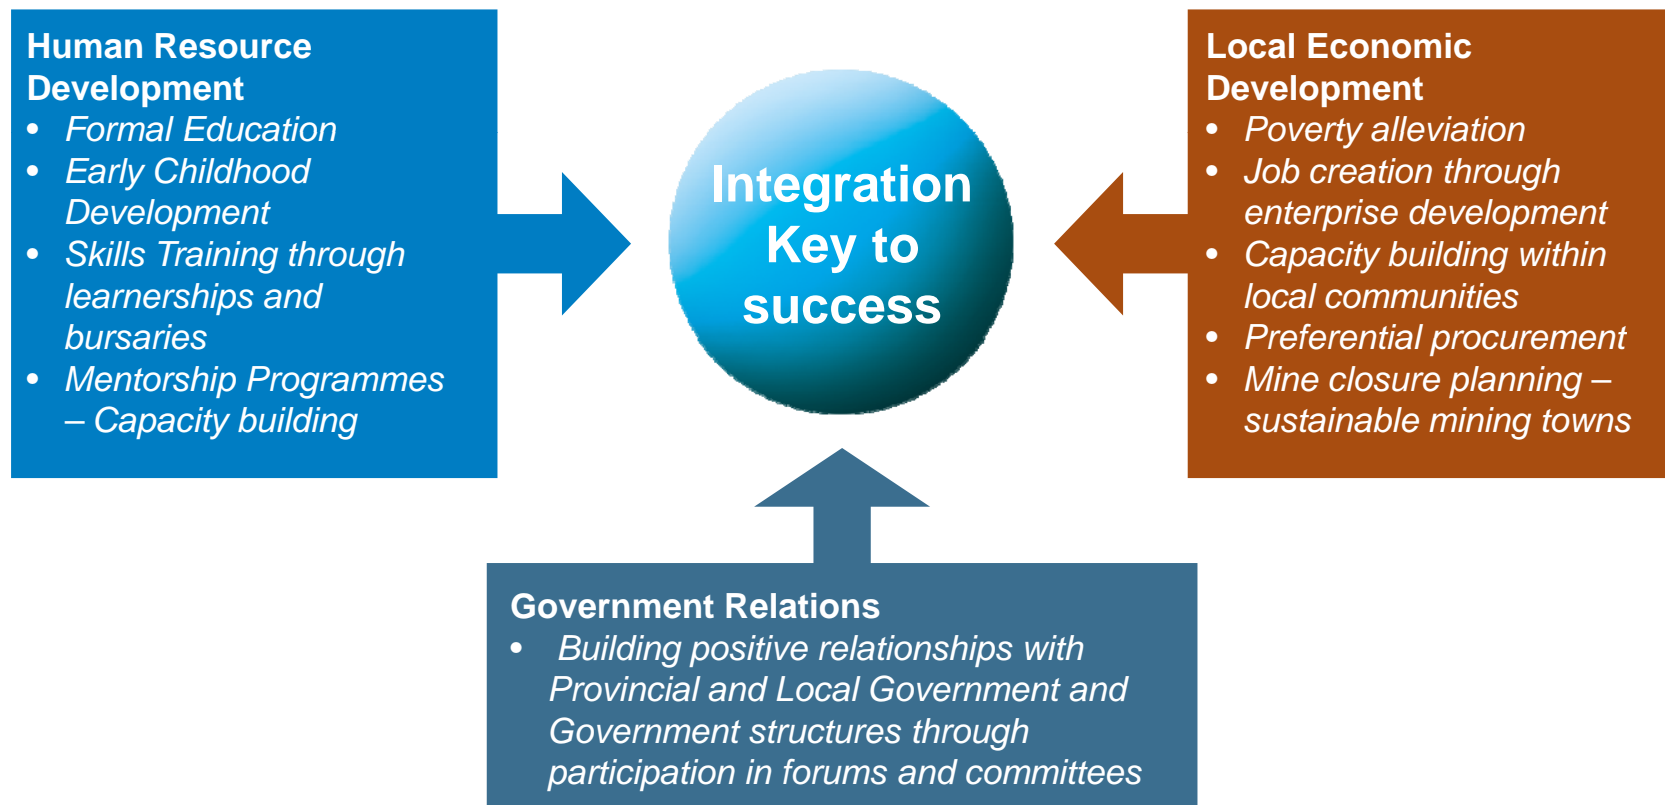 Human Resource
Development
• Formal Education
• Early Childhood
Development
• Skills Training through
learnerships and
bursaries
• Mentorship Programmes
– Capacity building
Integration
Key to
success
Local Economic
Development
• Poverty alleviation
• Job creation through
enterprise development
• Capacity building within
local communities
• Preferential procurement
• Mine closure planning –
sustainable mining towns
Government Relations
• Building positive relationships with
Provincial and Local Government and
Government structures through
participation in forums and committees